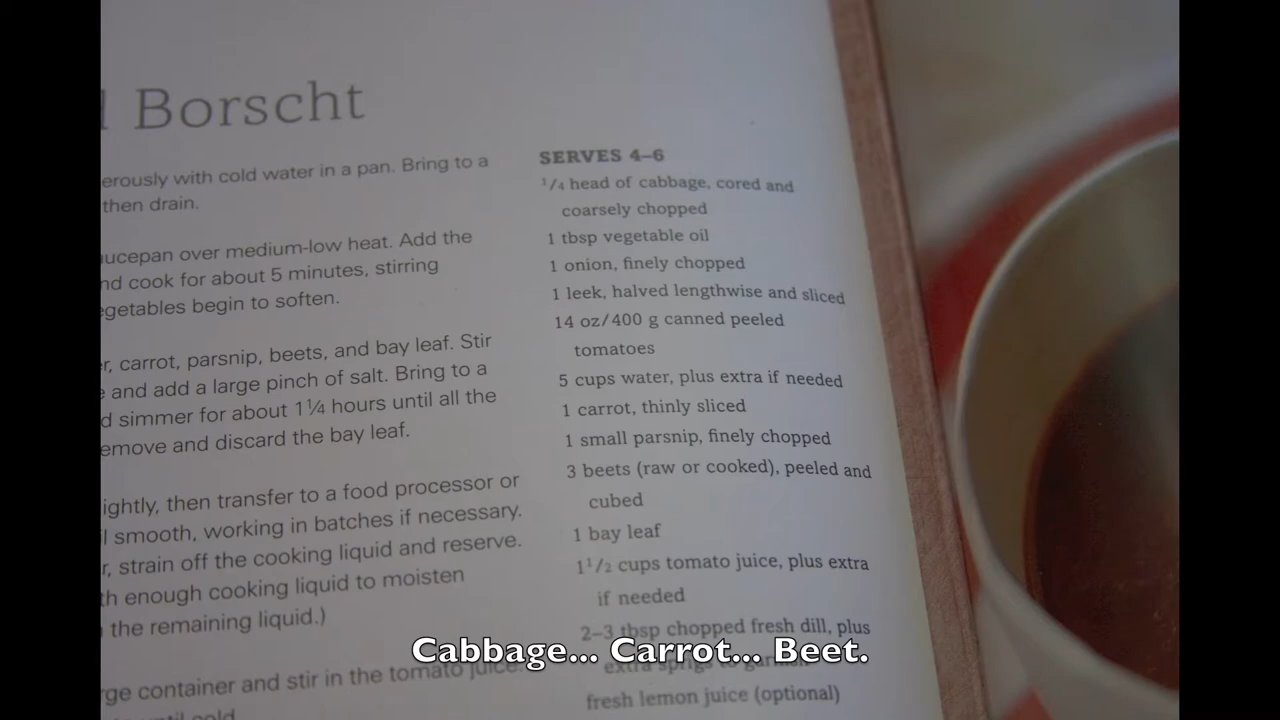 l Borscht
erously with cold water in a pan. Bring to a
then drain.
ucepan over medium-low heat. Add the
nd cook for about 5 minutes, stirring
egetables begin to soften.
r, carrot, parsnip, beets, and bay leaf. Stir
e and add a large pinch of salt. Bring to a
d simmer for about 1¼ hours until all the
emove and discard the bay leaf.
ightly, then transfer to a food processor or
l smooth, working in batches if necessary.
r, strain off the cooking liquid and reserve.
th enough cooking liquid to moisten
the remaining liquid.)
rge container and stir in the tomato juice
until cold.
SERVES 4–6
1/4 head of cabbage, cored and
coarsely chopped
1 tbsp vegetable oil
1 onion, finely chopped
1 leek, halved lengthwise and sliced
14 oz/400 g canned peeled
tomatoes
5 cups water, plus extra if needed
1 carrot, thinly sliced
1 small parsnip, finely chopped
3 beets (raw or cooked), peeled and
cubed
1 bay leaf
1 1/2 cups tomato juice, plus extra
if needed
2–3 tbsp chopped fresh dill, plus
extra sprigs to
fresh lemon juice (optional)
Cabbage... Carrot... Beet.